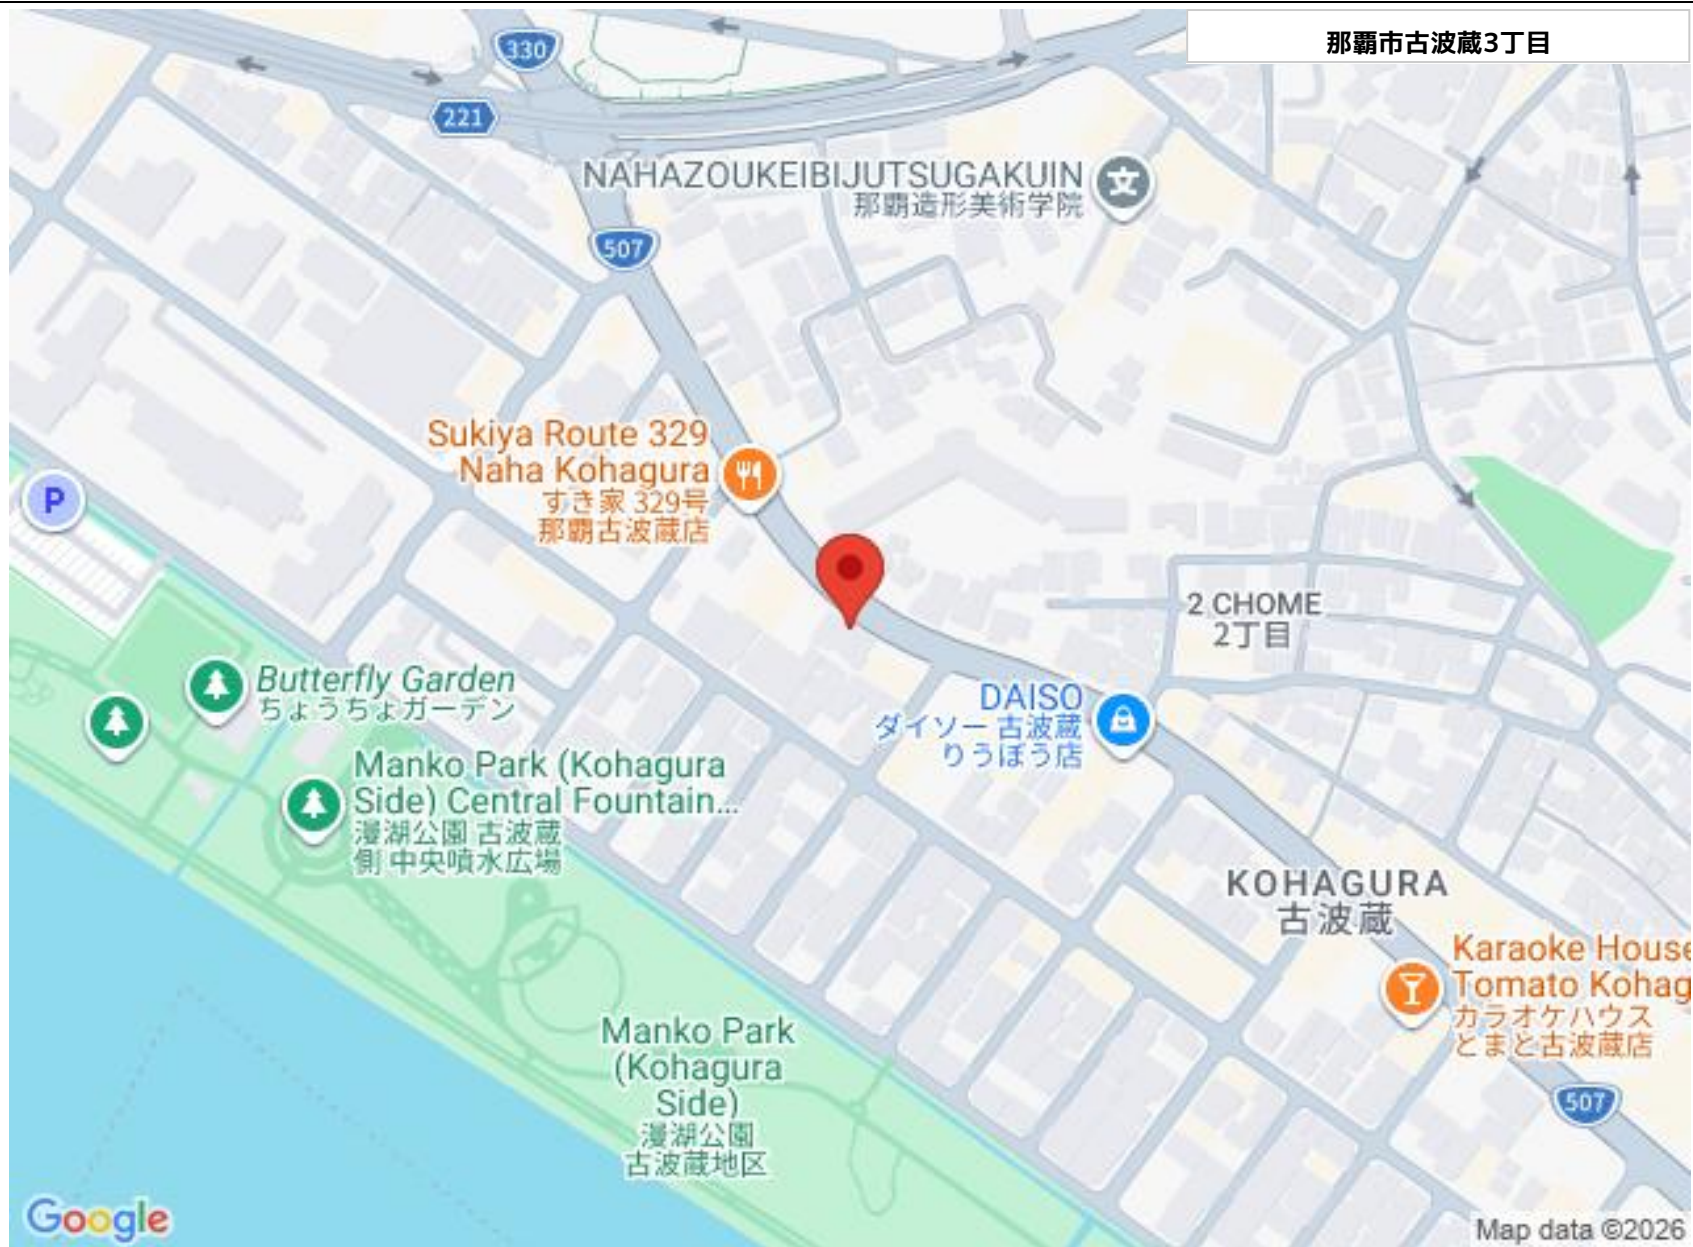 那覇市古波蔵3丁目
330
221
NAHAZOUKEIBIJUTSUGAKUIN
那覇造形美術学院
文
507
Sukiya Route 329
Naha Kohagura
すき家 329号
那覇古波蔵店
P
2 CHOME
2丁目
Butterfly Garden
ちょうちょガーデン
DAISO
ダイソー 古波蔵
りうぼう店
Manko Park (Kohagura
Side) Central Fountain...
漫湖公園 古波蔵
側 中央噴水広場
KOHAGURA
古波蔵
Karaoke House
Tomato Kohag
カラオケハウス
とまと古波蔵店
Manko Park
(Kohagura
Side)
漫湖公園
古波蔵地区
507
Google
Map data ©2026